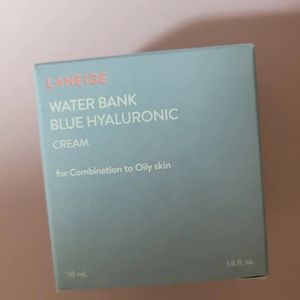 LANEIGE
WATER BANK
BLUE HYALURONIC
CREAM
for Combination to Oily skin
50 mL
1.6 fl. oz.